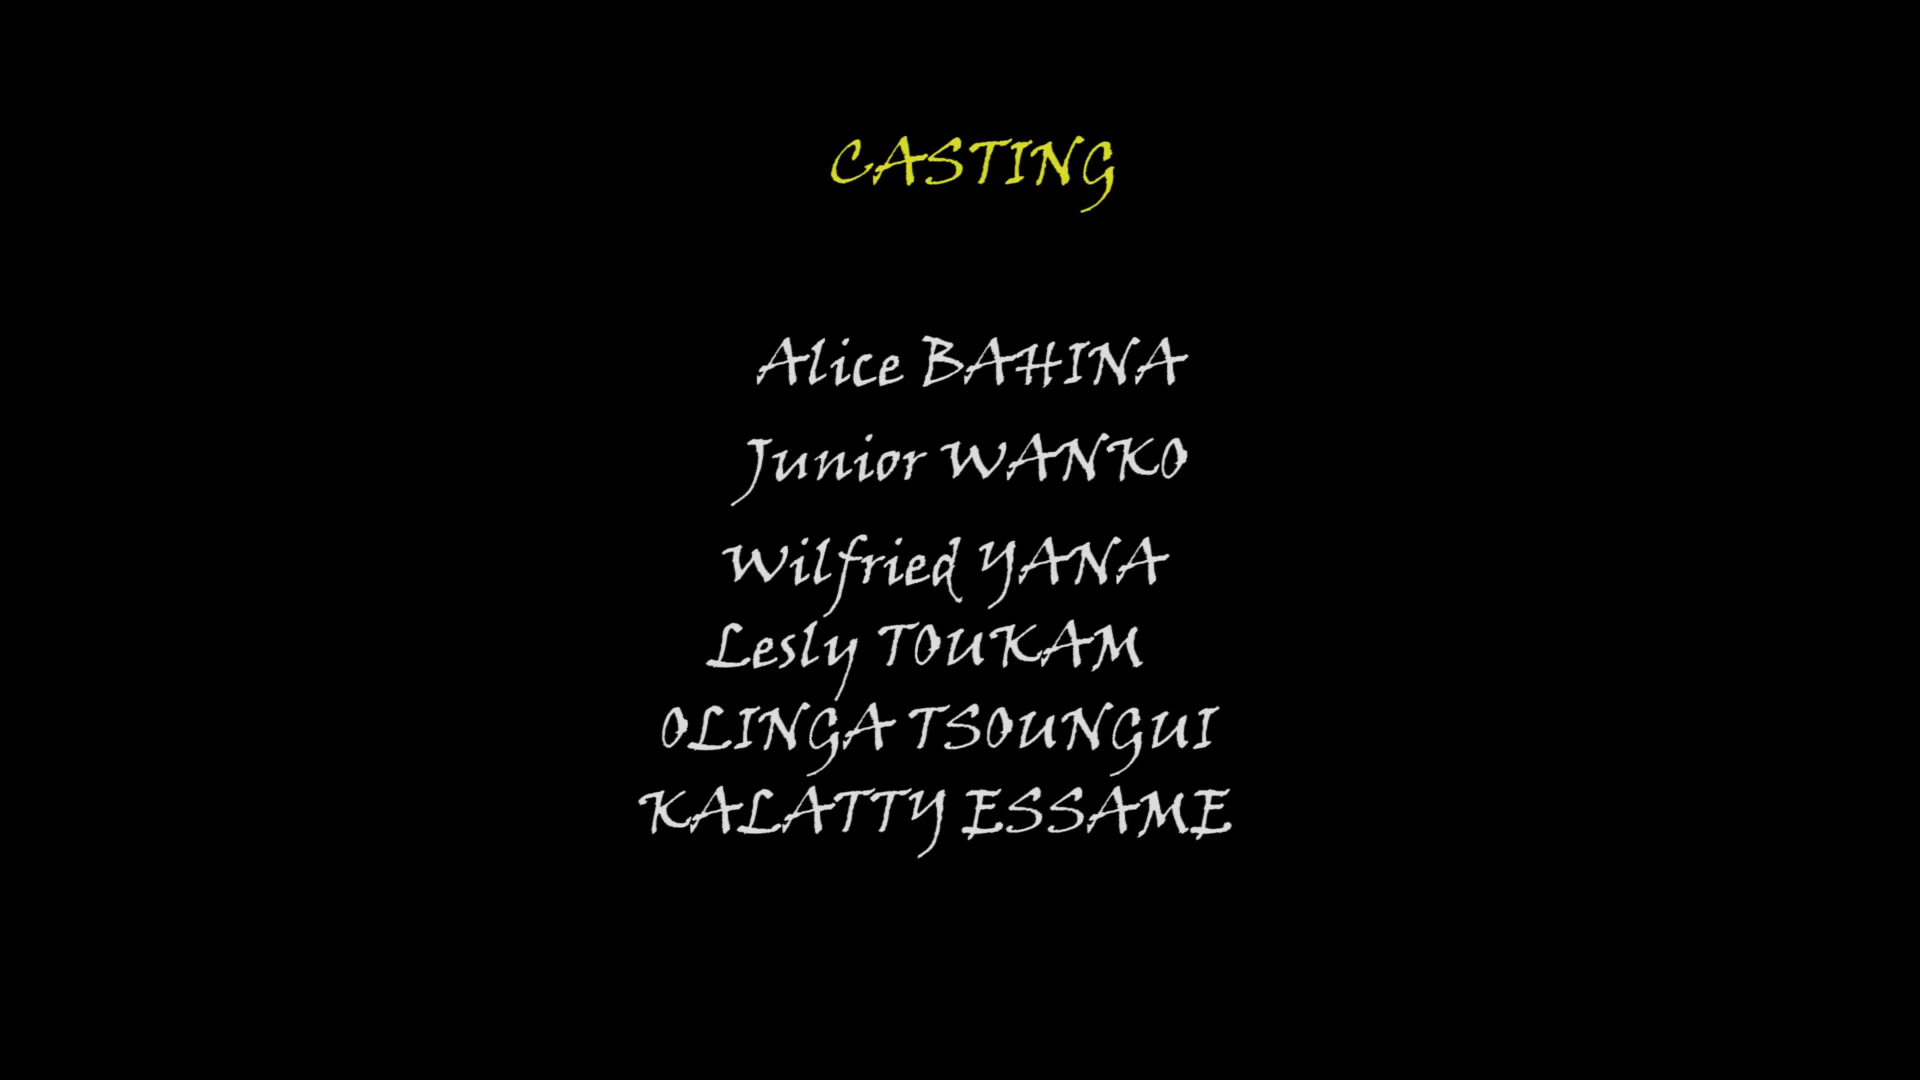 CASTING
Alice BAHINA
Junior WANKO
Wilfried YANA
Lesly TOUKAM
OLINGA TSOUNGUI
KALATTY ESSAME